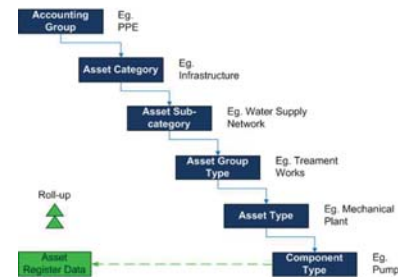 Accounting
Group
Eg.
PPE
Asset Category
Eg.
Infrastructure
Asset Sub-
category
Eg. Water Supply
Network
Asset Group
Type
Eg. Treament
Works
Asset Type
Eg. Mechanical
Plant
Roll-up
Asset
Register Data
Component
Type
Eg.
Pump